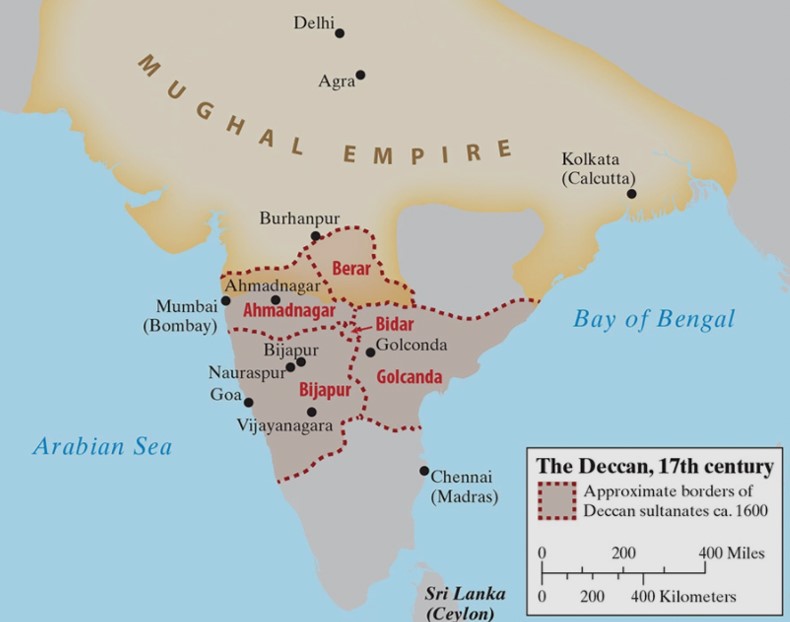 Delhi
Agra
MUGHAL EMPIRE
Kolkata
(Calcutta)
Burhanpur
Berar
Ahmadnagar
Mumbai
(Bombay)
Ahmadnagar
Bidar
Bay of Bengal
Bijapur
Golconda
Nauraspur
Golcanda
Goa
Bijapur
Vijayanagara
Arabian Sea
Chennai
(Madras)
The Deccan, 17th century
Approximate borders of
Deccan sultanates ca. 1600
0 200 400 Miles
0 200 400 Kilometers
Sri Lanka
(Ceylon)